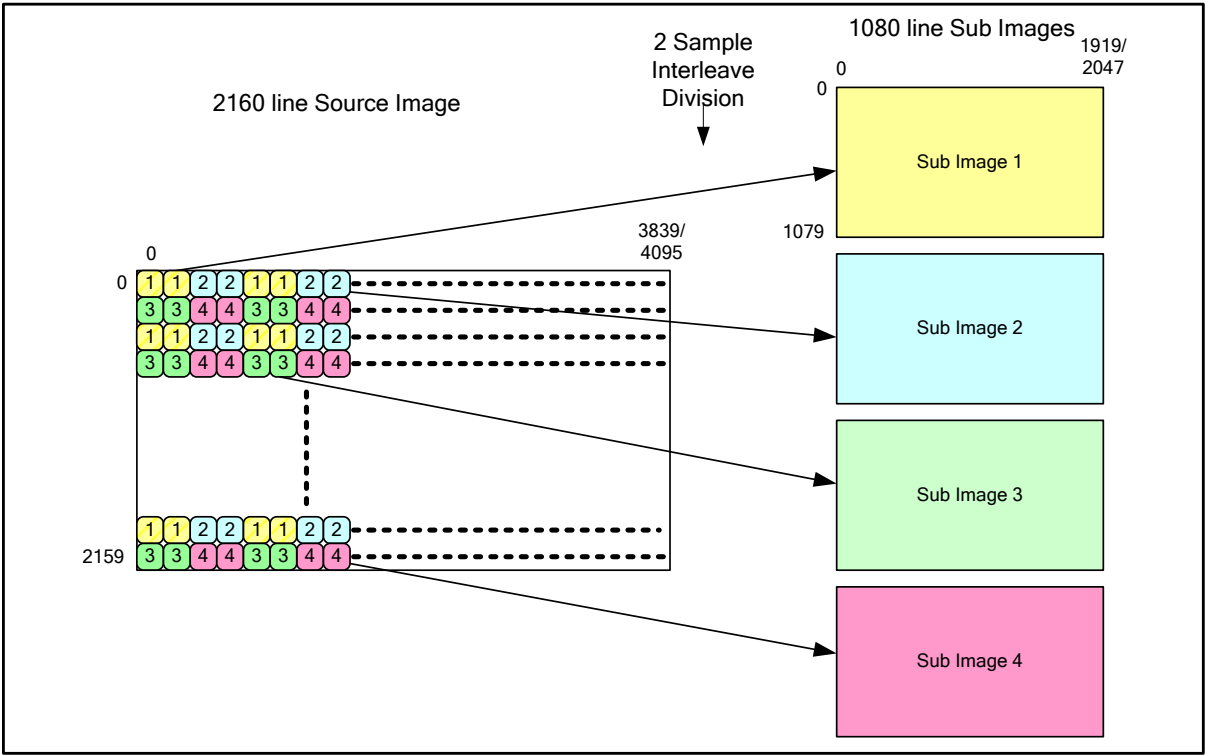 1080 line Sub Images
2 Sample
Interleave
Division
1919/
2047
0
0
2160 line Source Image
Sub Image 1
1079
3839/
4095
0
0
1 1 2 2 1 1 2 2
3 3 4 4 3 3 4 4
1 1 2 2 1 1 2 2
3 3 4 4 3 3 4 4
Sub Image 2
Sub Image 3
1 1 2 2 1 1 2 2
2159
3 3 4 4 3 3 4 4
Sub Image 4